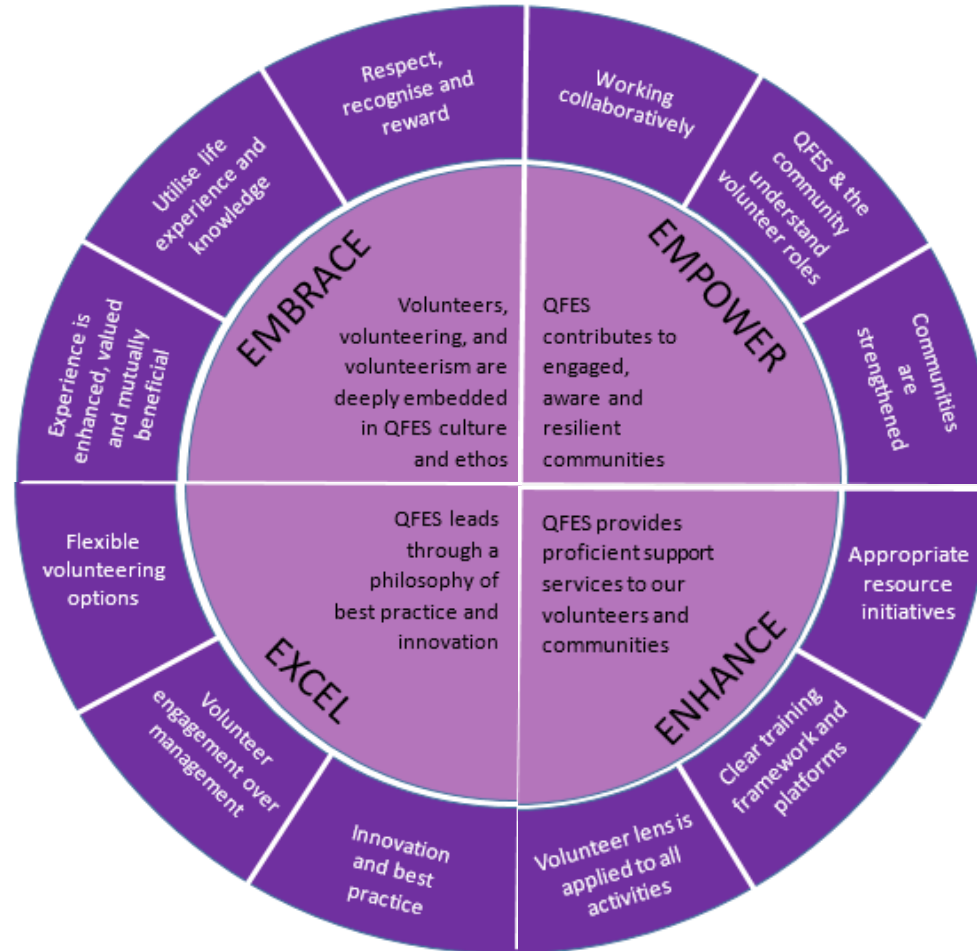 Respect,
recognise and
reward
Working
collaboratively
Utilise life
experience and
knowledge
QFES & the
community
understand
volunteer roles
Experience is
enhanced, valued
and mutually
beneficial
Communities
are
strengthened
EMBRACE
Volunteers,
volunteering, and
volunteerism are
deeply embedded
in QFES culture
and ethos
EMPOWER
QFES
contributes to
engaged,
aware and
resilient
communities
EXCEL
QFES leads
through a
philosophy of
best practice and
innovation
ENHANCE
QFES provides
proficient support
services to our
volunteers and
communities
Flexible
volunteering
options
Appropriate
resource
initiatives
Volunteer
engagement over
management
Clear training
framework and
platforms
Innovation
and best
practice
Volunteer lens is
applied to all
activities